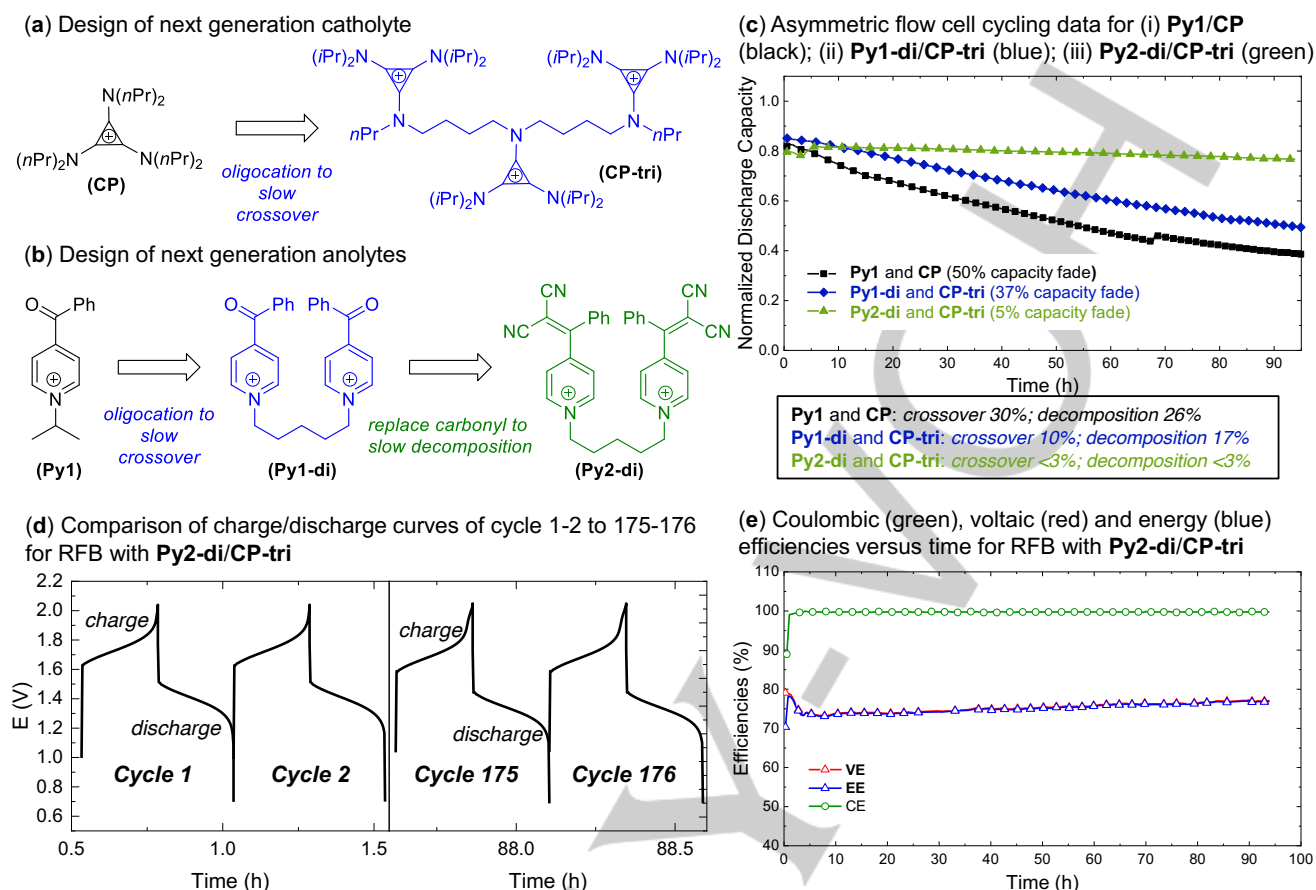 (a) Design of next generation catholyte
N(nPr)2
(nPr)2N
N(nPr)2
(CP)
oligocation to
slow
crossover
(iPr)2N
N(iPr)2
(iPr)2N
N(iPr)2
N
nPr
N
N
nPr
(CP-tri)
(iPr)2N
N(iPr)2
(b) Design of next generation anolytes
O
Ph
N
(Py1)
oligocation to
slow
crossover
O
Ph
Ph
O
N
N
(Py1-di)
replace carbonyl to
slow decomposition
CN
NC
Ph
Ph
CN
NC
N
N
(Py2-di)
(c) Asymmetric flow cell cycling data for (i) Py1/CP
(black); (ii) Py1-di/CP-tri (blue); (iii) Py2-di/CP-tri (green)
Normalized Discharge Capacity
1.0
0.8
0.6
0.4
0.2
0.0
Py1 and CP (50% capacity fade)
Py1-di and CP-tri (37% capacity fade)
Py2-di and CP-tri (5% capacity fade)
0 10 20 30 40 50 60 70 80 90
Time (h)
Py1 and CP: crossover 30%; decomposition 26%
Py1-di and CP-tri: crossover 10%; decomposition 17%
Py2-di and CP-tri: crossover <3%; decomposition <3%
(d) Comparison of charge/discharge curves of cycle 1-2 to 175-176
for RFB with Py2-di/CP-tri
E (V)
2.0
1.8
1.6
1.4
1.2
1.0
0.8
0.6
charge
discharge
Cycle 1
Cycle 2
charge
discharge
Cycle 175
Cycle 176
0.5 1.0 1.5 88.0 88.5
Time (h)
Time (h)
(e) Coulombic (green), voltaic (red) and energy (blue)
efficiencies versus time for RFB with Py2-di/CP-tri
Efficiencies (%)
110
100
90
80
70
60
50
40
VE
EE
CE
0 10 20 30 40 50 60 70 80 90 100
Time (h)